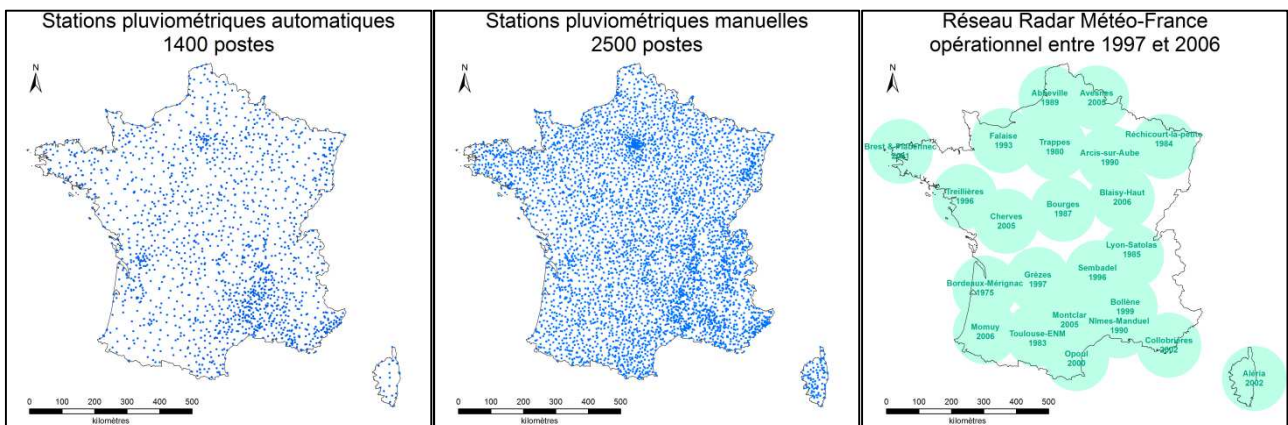 Stations pluviométriques automatiques
1400 postes
N
0 100 200 300 400 500
kilomètres
Stations pluviométriques manuelles
2500 postes
N
0 100 200 300 400 500
kilomètres
Réseau Radar Météo-France
opérationnel entre 1997 et 2006
N
Abbeville
1989
Avesnes
2005
Falaise
1993
Trappes
1980
Arcis-sur-Aube
1990
Réchicourt-la-petite
1984
Brest &
Treillières
1996
Cherves
2005
Bourges
1987
Blaisy-Haut
2006
Lyon-Satolas
1985
Sembadel
1996
Grèzes
1997
Bordeaux-Mérignac
1975
Bollène
1999
Montclar
2005
Nîmes-Manduel
1990
Momuy
2006
Toulouse-ENM
1983
Collobrières
2002
Opoul
2000
Aléria
2002
0 100 200 300 400 500
kilomètres